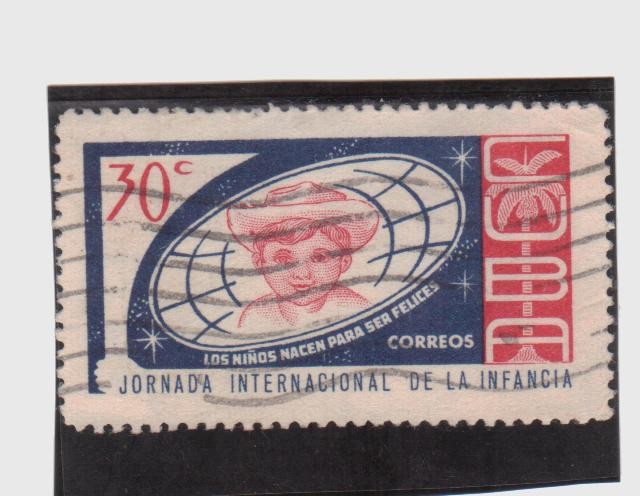 30c
LOS NIÑOS NACEN PARA SER FELICES
CORREOS
CUBA
JORNADA INTERNACIONAL DE LA INFANCIA